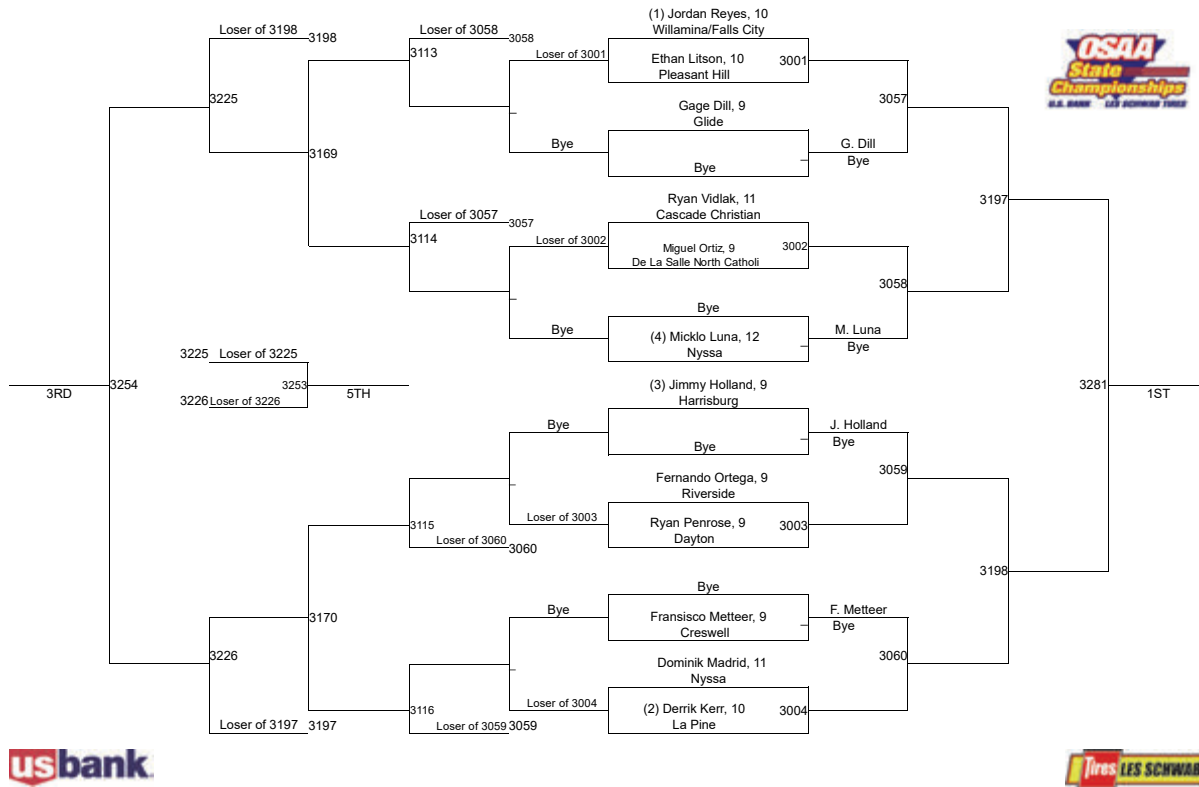 (1) Jordan Reyes, 10
Willamina/Falls City
Loser of 3198 3198
Loser of 3058 3058
3113
Loser of 3001
Ethan Litson, 10 3001
Pleasant Hill
OSAA
State
Championships
U.S. BANK LES SCHWAB TIRES
3225
Gage Dill, 9
Glide
3057
3169
Bye
Bye
G. Dill
Bye
Ryan Vidlak, 11
Cascade Christian
3197
Loser of 3057 3057
3114
Loser of 3002
Miguel Ortiz, 9 3002
De La Salle North Catholi
3058
Bye
Bye
(4) Micklo Luna, 12
Nyssa
M. Luna
Bye
3225 Loser of 3225
3RD
3254
3253
5TH
3226 Loser of 3226
(3) Jimmy Holland, 9
Harrisburg
3281
1ST
Bye
Bye
J. Holland
Bye
3059
Fernando Ortega, 9
Riverside
3115
Loser of 3003
Ryan Penrose, 9 3003
Dayton
Loser of 3060 3060
3198
Bye
Bye
Fransisco Metteer, 9
Creswell
F. Metteer
Bye
3170
3226
3060
Dominik Madrid, 11
Nyssa
3116
Loser of 3004
(2) Derrik Kerr, 10 3004
La Pine
Loser of 3197 3197
Loser of 3059 3059
usbank
Tires LES SCHWAB